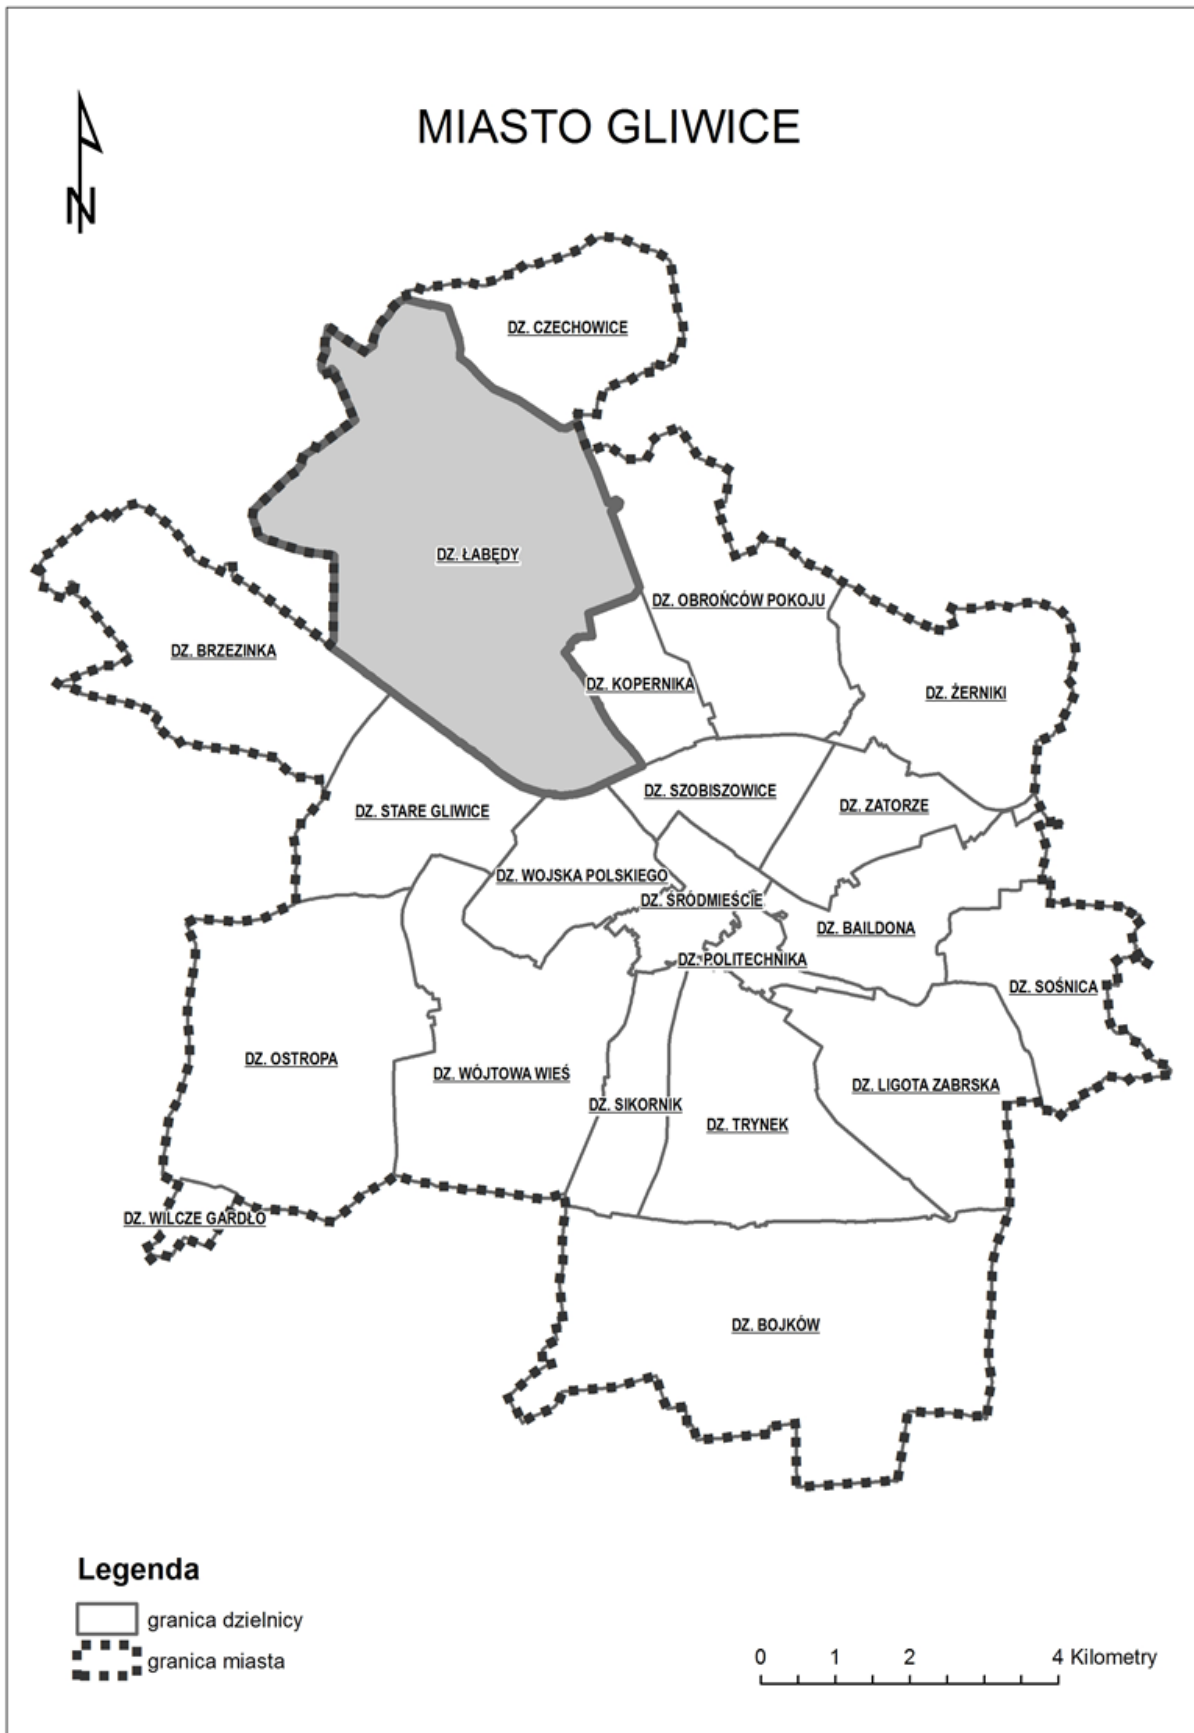 MIASTO GLIWICE
N
DZ. CZECHOWICE
DZ. ŁABĘDY
DZ. OBROŃCÓW POKOJU
DZ. BRZEZINKA
DZ. KOPERNIKA
DZ. ŻERNIKI
DZ. SZOBISZOWICE
DZ. ZATORZE
DZ. STARE GLIWICE
DZ. WOJSKA POLSKIEGO
DZ. ŚRÓDMIEŚCIE
DZ. BAILDONA
DZ. POLITECHNIKA
DZ. SOŚNICA
DZ. OSTROPA
DZ. WÓJTOWA WIEŚ
DZ. LIGOTA ZABRSKA
DZ. SIKORNIK
DZ. TRYNEK
DZ. WILCZE GARDŁO
DZ. BOJKÓW
Legenda
granica dzielnicy
granica miasta
0 1 2 4 Kilometry